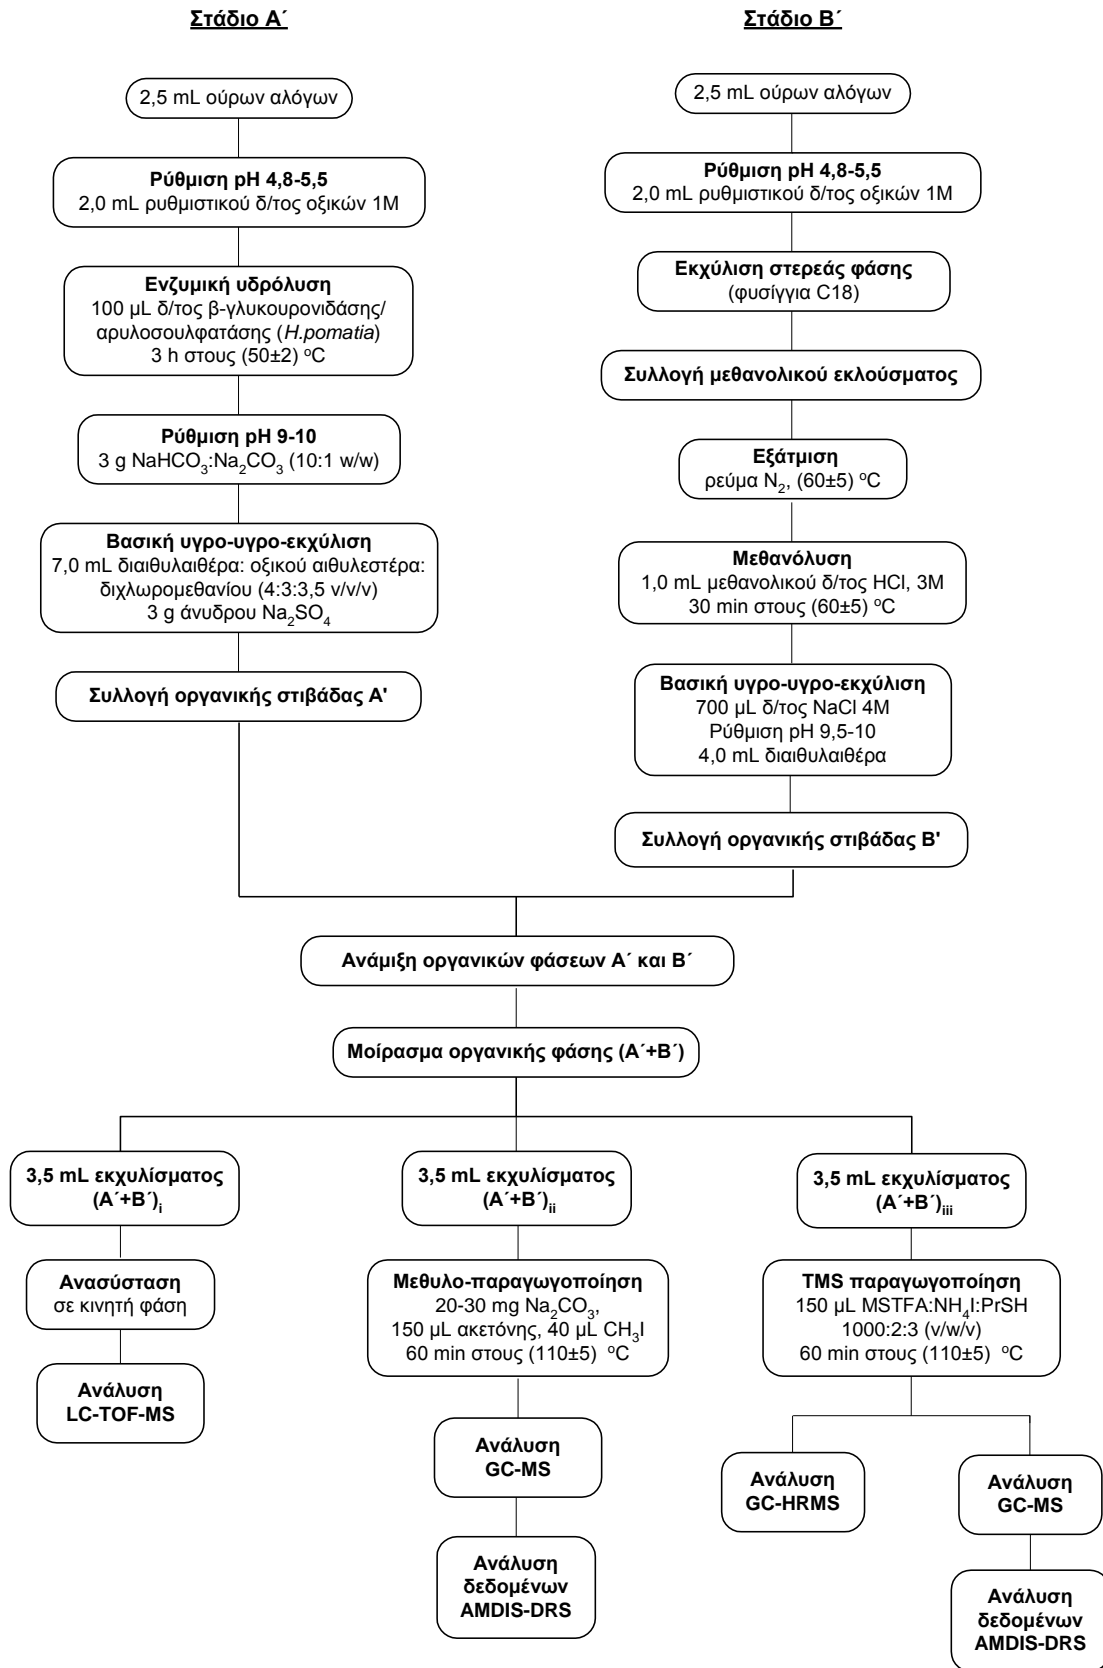 Στάδιο Α΄
Στάδιο Β΄
2,5 mL ούρων αλόγων
Ρύθμιση pH 4,8-5,5
2,0 mL ρυθμιστικού δ/τος οξικών 1M
Ενζυμική υδρόλυση
100 μL δ/τος β-γλυκουρονιδάσης/
αρυλοσουλφατάσης (H.pomatia)
3 h στους (50±2) ºC
Ρύθμιση pH 9-10
3 g NaHCO₃:Na₂CO₃ (10:1 w/w)
Βασική υγρο-υγρο-εκχύλιση
7,0 mL διαιθυλαιθέρα: οξικού αιθυλεστέρα:
διχλωρομεθανίου (4:3:3,5 v/v/v)
3 g άνυδρου Na₂SO₄
Συλλογή οργανικής στιβάδας Α'
2,5 mL ούρων αλόγων
Ρύθμιση pH 4,8-5,5
2,0 mL ρυθμιστικού δ/τος οξικών 1M
Εκχύλιση στερεάς φάσης
(φυσίγγια C18)
Συλλογή μεθανολικού εκλούσματος
Εξάτμιση
ρεύμα N₂, (60±5) ºC
Μεθανόλυση
1,0 mL μεθανολικού δ/τος HCl, 3M
30 min στους (60±5) ºC
Βασική υγρο-υγρο-εκχύλιση
700 μL δ/τος NaCl 4M
Ρύθμιση pH 9,5-10
4,0 mL διαιθυλαιθέρα
Συλλογή οργανικής στιβάδας Β'
Ανάμιξη οργανικών φάσεων Α΄ και Β΄
Μοίρασμα οργανικής φάσης (Α΄+Β΄)
3,5 mL εκχυλίσματος
(Α΄+Β΄)i
Ανασύσταση
σε κινητή φάση
Ανάλυση
LC-TOF-MS
3,5 mL εκχυλίσματος
(Α΄+Β΄)ii
Μεθυλο-παραγωγοποίηση
20-30 mg Na₂CO₃,
150 μL ακετόνης, 40 μL CH₃I
60 min στους (110±5) ºC
Ανάλυση
GC-MS
Ανάλυση
δεδομένων
AMDIS-DRS
3,5 mL εκχυλίσματος
(Α΄+Β΄)iii
TMS παραγωγοποίηση
150 μL MSTFA:NH₄I:PrSH
1000:2:3 (v/w/v)
60 min στους (110±5) ºC
Ανάλυση
GC-HRMS
Ανάλυση
GC-MS
Ανάλυση
δεδομένων
AMDIS-DRS